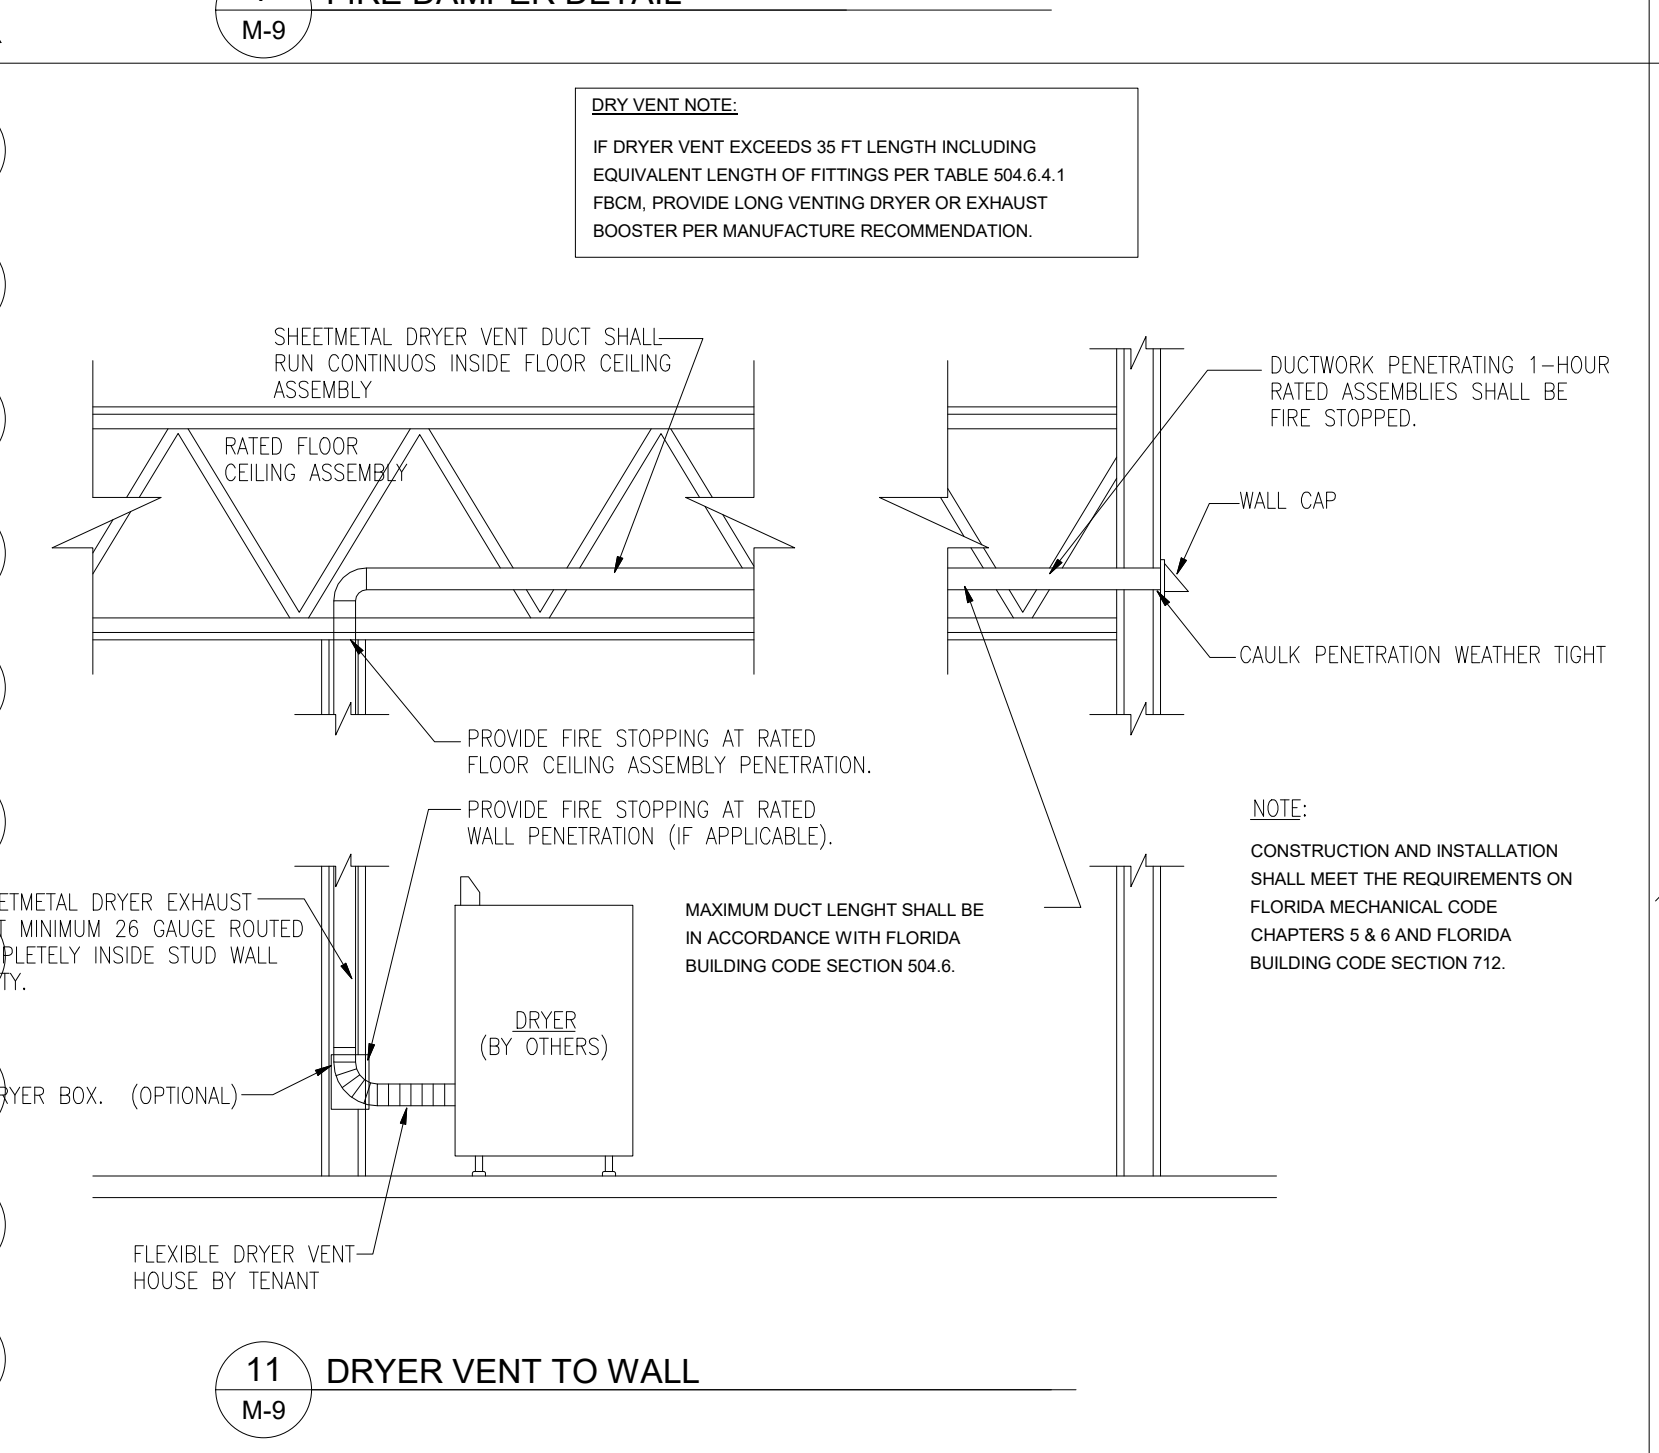 M-9
DRY VENT NOTE:
IF DRYER VENT EXCEEDS 35 FT LENGTH INCLUDING
EQUIVALENT LENGTH OF FITTINGS PER TABLE 504.6.4.1
FBCM, PROVIDE LONG VENTING DRYER OR EXHAUST
BOOSTER PER MANUFACTURE RECOMMENDATION.
SHEETMETAL DRYER VENT DUCT SHALL
RUN CONTINUOS INSIDE FLOOR CEILING
ASSEMBLY
RATED FLOOR
CEILING ASSEMBLY
DUCTWORK PENETRATING 1-HOUR
RATED ASSEMBLIES SHALL BE
FIRE STOPPED.
WALL CAP
CAULK PENETRATION WEATHER TIGHT
PROVIDE FIRE STOPPING AT RATED
FLOOR CEILING ASSEMBLY PENETRATION.
PROVIDE FIRE STOPPING AT RATED
WALL PENETRATION (IF APPLICABLE).
NOTE:
CONSTRUCTION AND INSTALLATION
SHALL MEET THE REQUIREMENTS ON
FLORIDA MECHANICAL CODE
CHAPTERS 5 & 6 AND FLORIDA
BUILDING CODE SECTION 712.
MAXIMUM DUCT LENGHT SHALL BE
IN ACCORDANCE WITH FLORIDA
BUILDING CODE SECTION 504.6.
DRYER EXHAUST
MINIMUM 26 GAUGE ROUTED
INSIDE STUD WALL
DRYER
(BY OTHERS)
BOX. (OPTIONAL)
FLEXIBLE DRYER VENT
HOUSE BY TENANT
11
M-9
DRYER VENT TO WALL